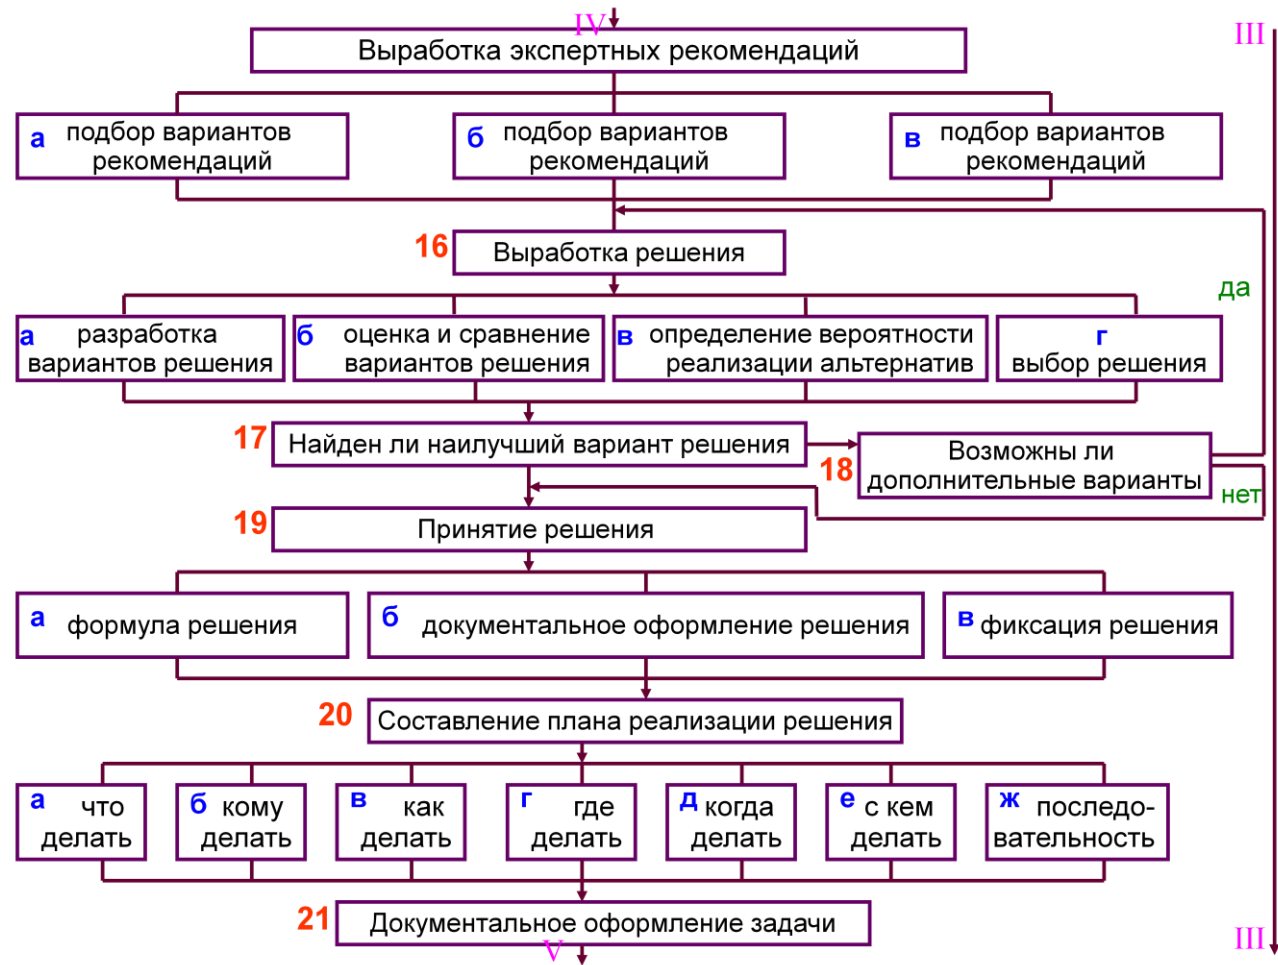 IV
III
Выработка экспертных рекомендаций
а подбор вариантов
рекомендаций
б подбор вариантов
рекомендаций
в подбор вариантов
рекомендаций
16 Выработка решения
да
а разработка
вариантов решения
б оценка и сравнение
вариантов решения
в определение вероятности
реализации альтернатив
г
выбор решения
17 Найден ли наилучший вариант решения
18 Возможны ли
дополнительные варианты
нет
19 Принятие решения
а формула решения
б документальное оформление решения
в фиксация решения
20 Составление плана реализации решения
а что
делать
б кому
делать
в как
делать
г где
делать
д когда
делать
е с кем
делать
ж последо-
вательность
21 Документальное оформление задачи
V
III